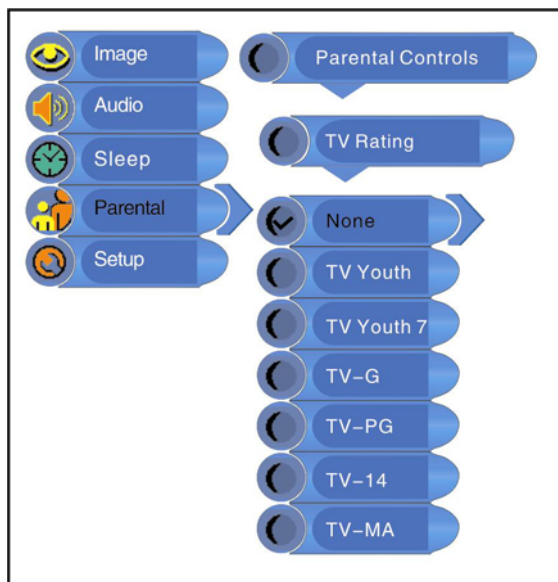 Image
Audio
Sleep
Parental
Setup
Parental Controls
TV Rating
None
TV Youth
TV Youth 7
TV-G
TV-PG
TV-14
TV-MA